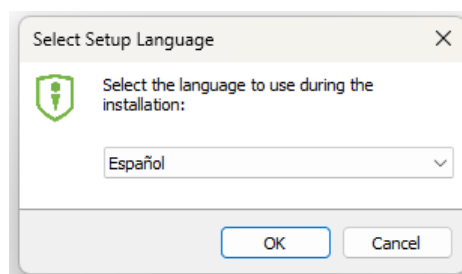 Select Setup Language
Select the language to use during the
installation:
Español
OK
Cancel